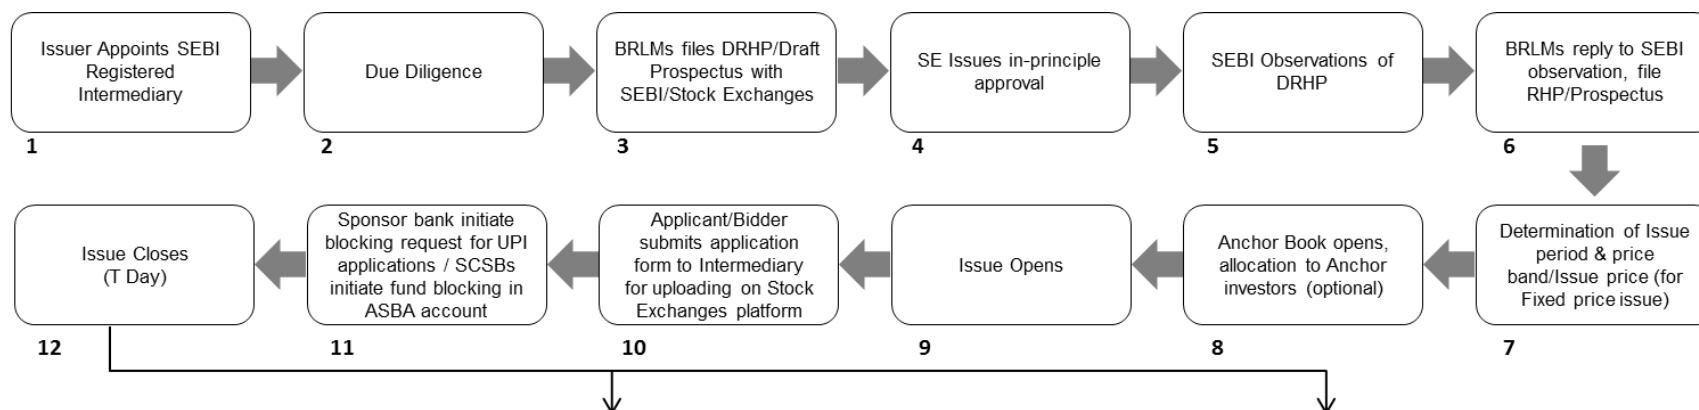 Issuer Appoints SEBI
Registered
Intermediary
1
Due Diligence
2
BRLMs files DRHP/Draft
Prospectus with
SEBI/Stock Exchanges
3
SE Issues in-principle
approval
4
SEBI Observations of
DRHP
5
BRLMs reply to SEBI
observation, file
RHP/Prospectus
6
Determination of Issue
period & price
band/Issue price (for
Fixed price issue)
7
Anchor Book opens,
allocation to Anchor
investors (optional)
8
Issue Opens
9
Applicant/Bidder
submits application
form to Intermediary
for uploading on Stock
Exchanges platform
10
Sponsor bank initiate
blocking request for UPI
applications / SCSBs
initiate fund blocking in
ASBA account
11
Issue Closes
(T Day)
12